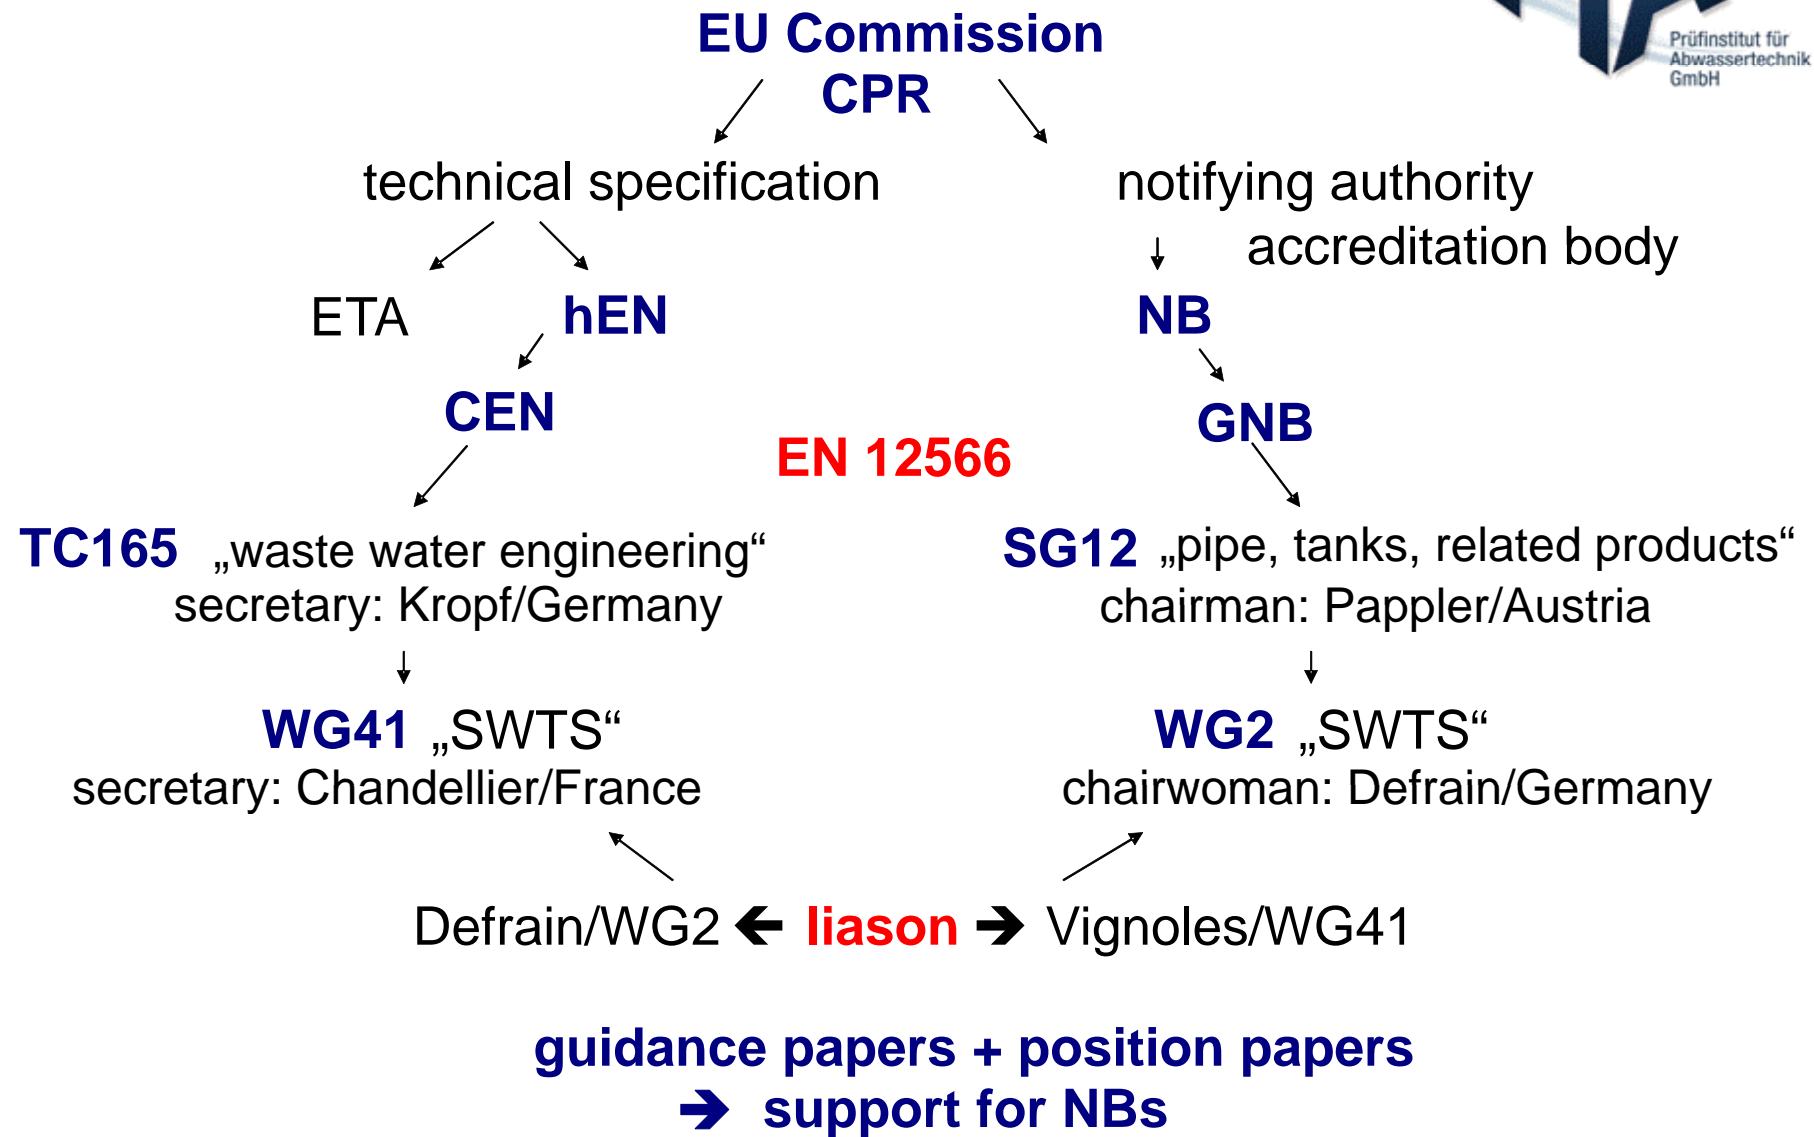 Prüfinstitut für
Abwassertechnik
GmbH
EU Commission
CPR
technical specification
notifying authority
accreditation body
ETA
hEN
NB
CEN
GNB
EN 12566
TC165 „waste water engineering“
secretary: Kropf/Germany
SG12 „pipe, tanks, related products“
chairman: Pappler/Austria
WG41 „SWTS“
secretary: Chandellier/France
WG2 „SWTS“
chairwoman: Defrain/Germany
Defrain/WG2 🡸 liason 🡺 Vignoles/WG41
guidance papers + position papers
🡺 support for NBs